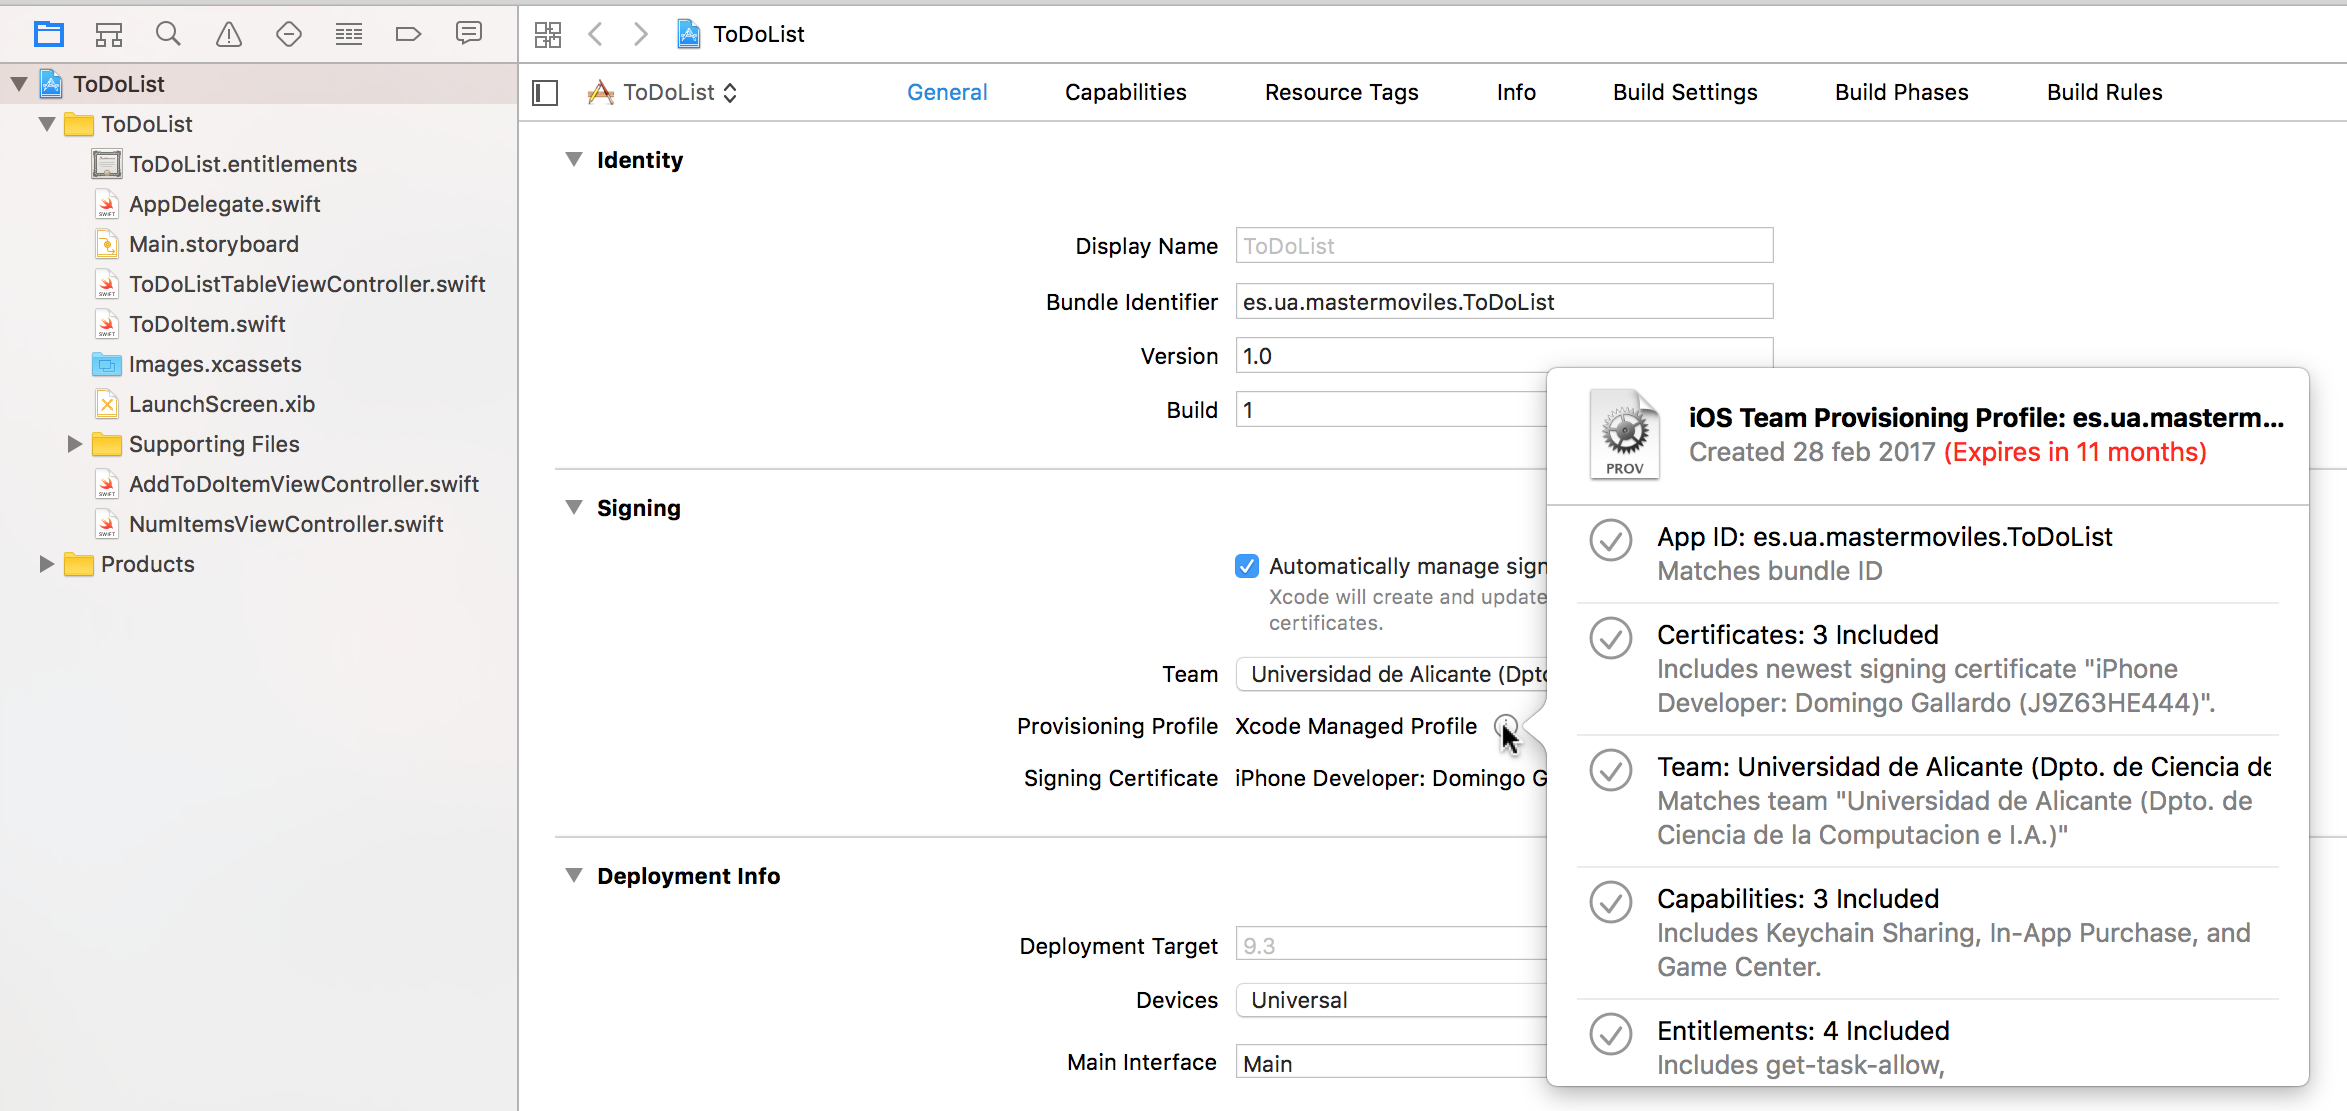 ToDoList
ToDoList
ToDoList
ToDoList.entitlements
AppDelegate.swift
Main.storyboard
ToDoListTableViewController.swift
ToDoItem.swift
Images.xcassets
LaunchScreen.xib
Supporting Files
AddToDoItemViewController.swift
NumItemsViewController.swift
Products
ToDoList General Capabilities Resource Tags Info Build Settings Build Phases Build Rules
Identity
Display Name ToDoList
Bundle Identifier es.ua.mastermoviles.ToDoList
Version 1.0
Build 1
Signing
Automatically manage sign
Xcode will create and update
certificates.
Team Universidad de Alicante (Dpto
Provisioning Profile Xcode Managed Profile
Signing Certificate iPhone Developer: Domingo G
Deployment Info
Deployment Target 9.3
Devices Universal
Main Interface Main
PROV
iOS Team Provisioning Profile: es.ua.masterm...
Created 28 feb 2017 (Expires in 11 months)
App ID: es.ua.mastermoviles.ToDoList
Matches bundle ID
Certificates: 3 Included
Includes newest signing certificate "iPhone
Developer: Domingo Gallardo (J9Z63HE444)".
Team: Universidad de Alicante (Dpto. de Ciencia de
Matches team "Universidad de Alicante (Dpto. de
Ciencia de la Computacion e I.A.)"
Capabilities: 3 Included
Includes Keychain Sharing, In-App Purchase, and
Game Center.
Entitlements: 4 Included
Includes get-task-allow,